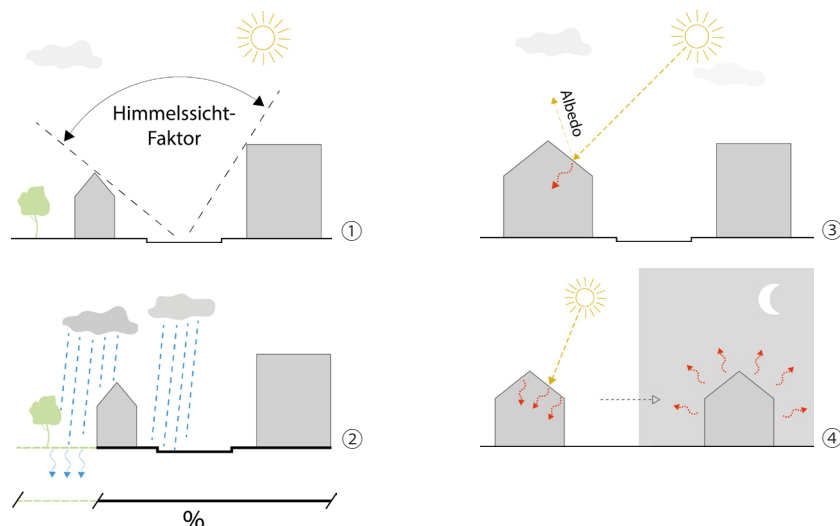 Himmelssicht-
Faktor
①
Albedo
③
②
%
④